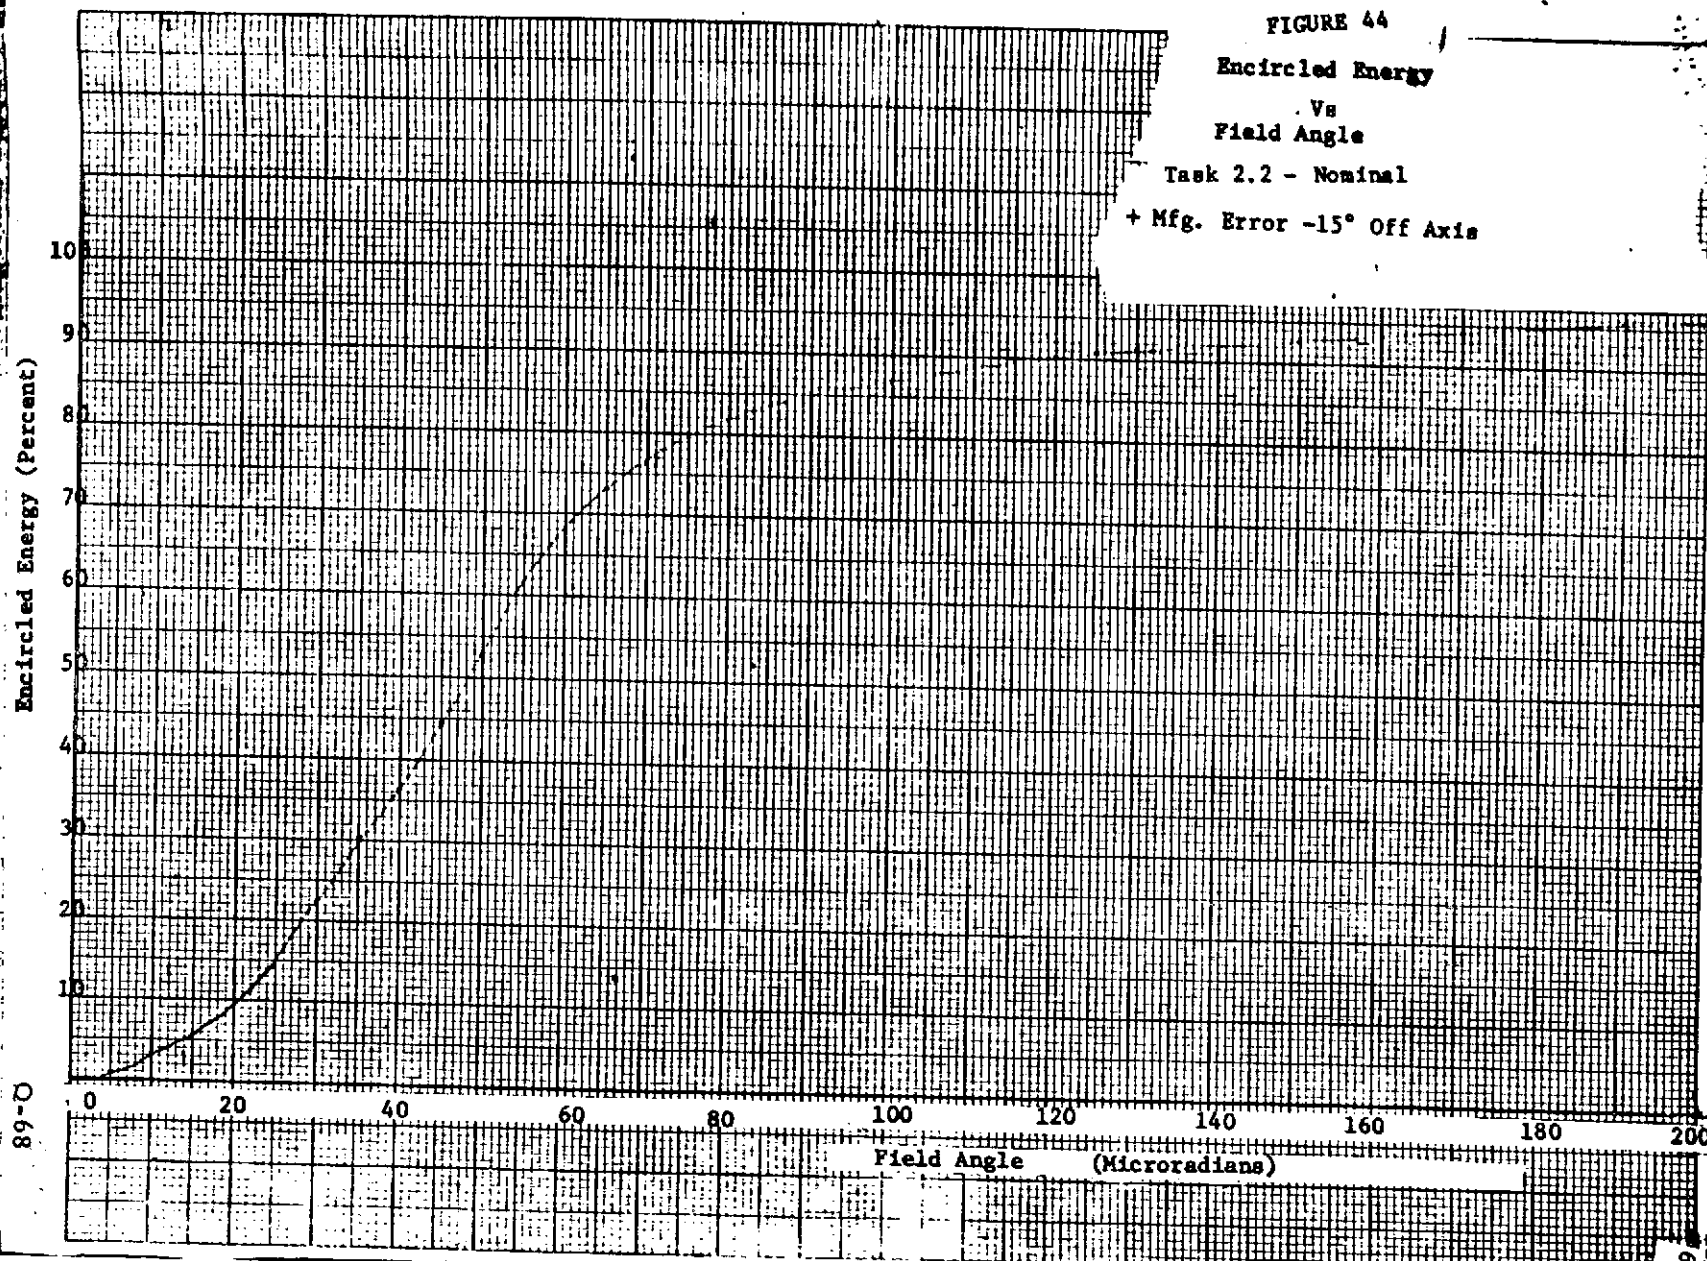 FIGURE 44
Encircled Energy
Vs
Field Angle
Task 2.2 - Nominal
+ Mfg. Error -15° Off Axis
Encircled Energy (Percent)
100
90
80
70
60
50
40
30
20
10
0 20 40 60 80 100 120 140 160 180 200
Field Angle (Microradians)
89-Q